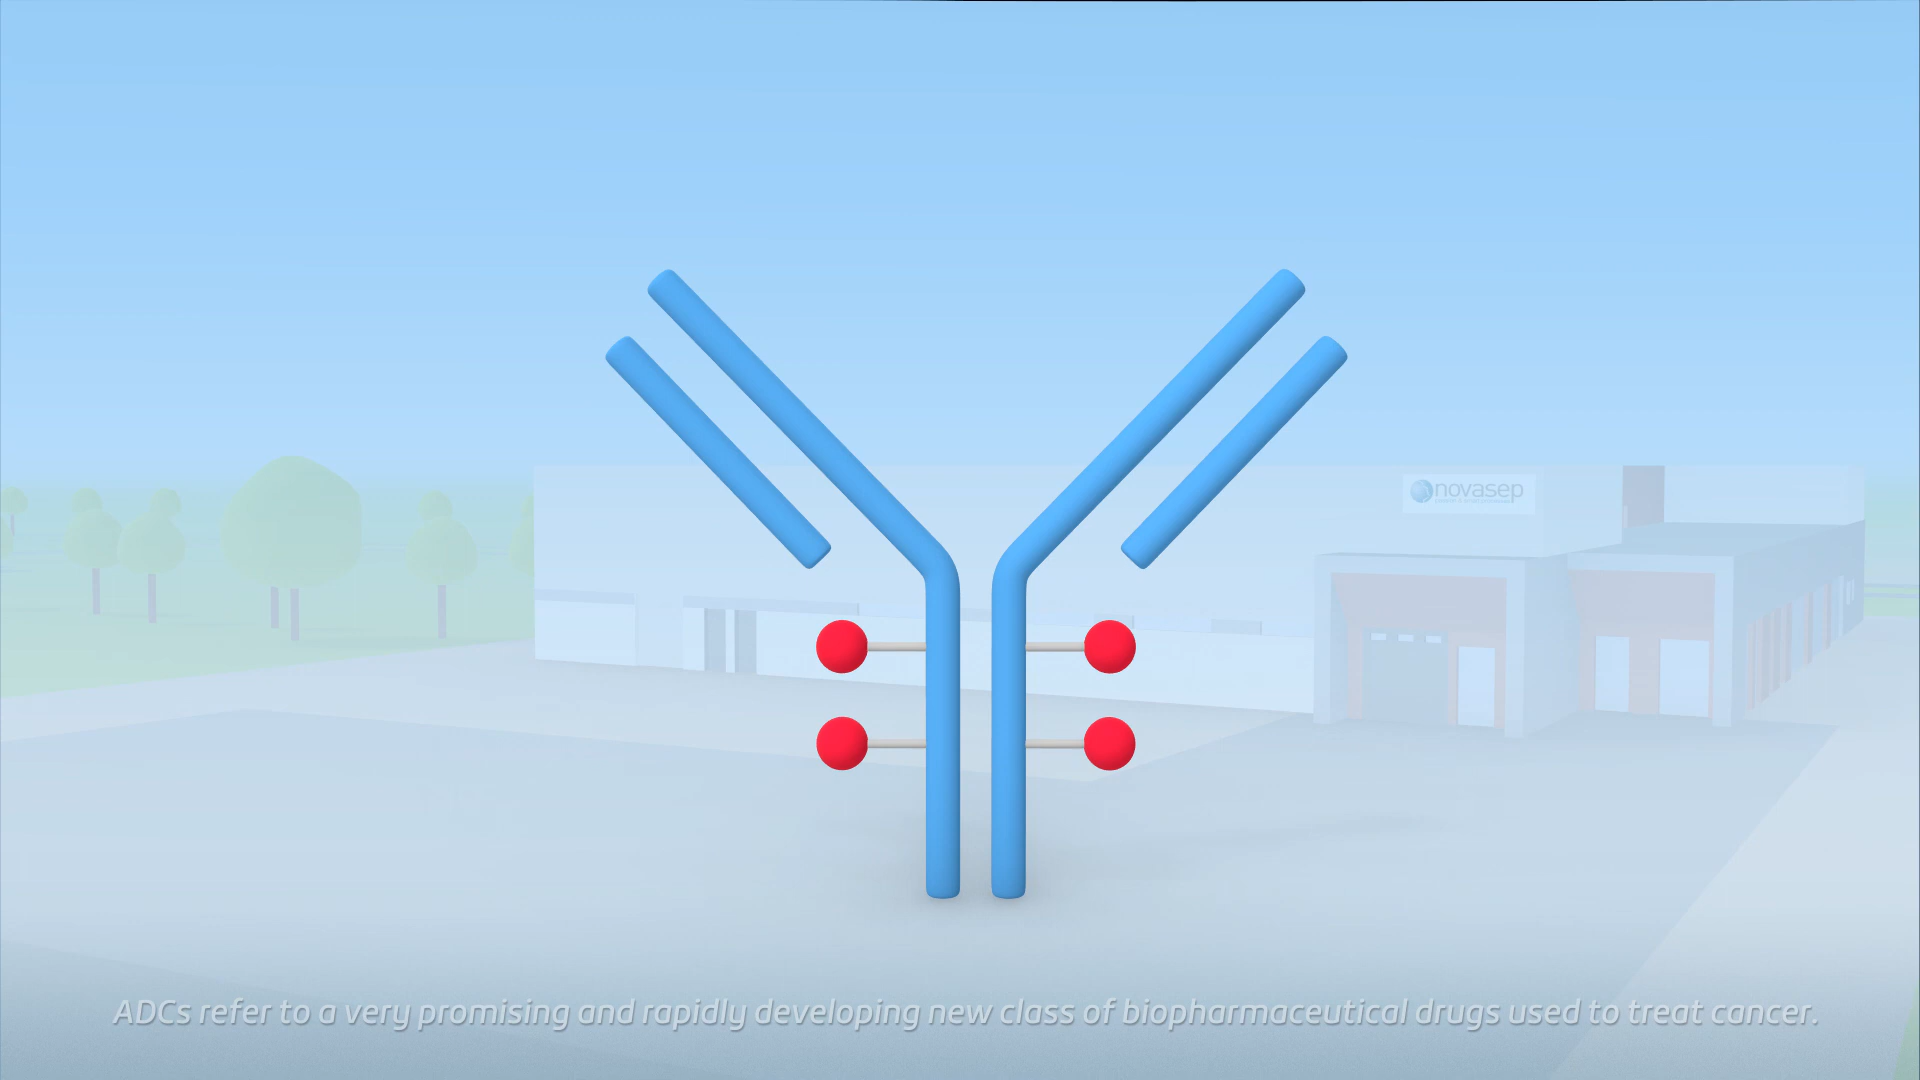 novasep
ADCs refer to a very promising and rapidly developing new class of biopharmaceutical drugs used to treat cancer.